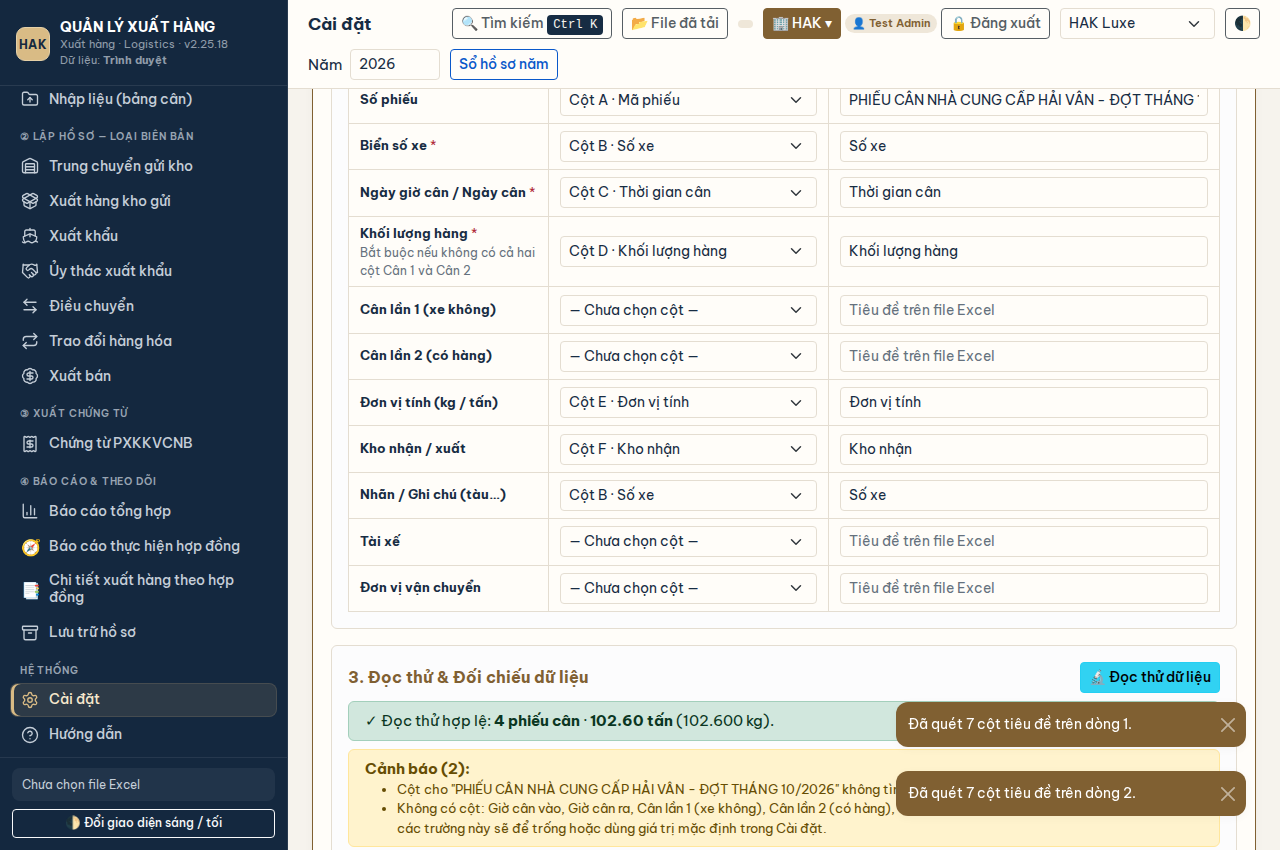 HAK
QUẢN LÝ XUẤT HÀNG
Xuất hàng · Logistics · v2.25.18
Dữ liệu: Trình duyệt
Nhập liệu (bảng cân)
② LẬP HỒ SƠ — LOẠI BIÊN BẢN
Trung chuyển gửi kho
Xuất hàng kho gửi
Xuất khẩu
Ủy thác xuất khẩu
Điều chuyển
Trao đổi hàng hóa
Xuất bán
③ XUẤT CHỨNG TỪ
Chứng từ PXKKVCNB
④ BÁO CÁO & THEO DÕI
Báo cáo tổng hợp
Báo cáo thực hiện hợp đồng
Chi tiết xuất hàng theo hợp
đồng
Lưu trữ hồ sơ
HỆ THỐNG
Cài đặt
Hướng dẫn
Chưa chọn file Excel
🌗 Đổi giao diện sáng / tối
Cài đặt
🔍 Tìm kiếm Ctrl K
📂 File đã tải
🏢 HAK ▾
👤 Test Admin
🔒 Đăng xuất
HAK Luxe
🌗
Năm 2026 Sổ hồ sơ năm
Số phiếu Cột A · Mã phiếu PHIẾU CÂN NHÀ CUNG CẤP HẢI VÂN - ĐỢT THÁNG
Biển số xe * Cột B · Số xe Số xe
Ngày giờ cân / Ngày cân * Cột C · Thời gian cân Thời gian cân
Khối lượng hàng *
Bắt buộc nếu không có cả hai
cột Cân 1 và Cân 2
Cột D · Khối lượng hàng Khối lượng hàng
Cân lần 1 (xe không) — Chưa chọn cột — Tiêu đề trên file Excel
Cân lần 2 (có hàng) — Chưa chọn cột — Tiêu đề trên file Excel
Đơn vị tính (kg / tấn) Cột E · Đơn vị tính Đơn vị tính
Kho nhận / xuất Cột F · Kho nhận Kho nhận
Nhãn / Ghi chú (tàu…) Cột B · Số xe Số xe
Tài xế — Chưa chọn cột — Tiêu đề trên file Excel
Đơn vị vận chuyển — Chưa chọn cột — Tiêu đề trên file Excel
3. Đọc thử & Đối chiếu dữ liệu
🔬 Đọc thử dữ liệu
✓ Đọc thử hợp lệ: 4 phiếu cân · 102.60 tấn (102.600 kg).
Cảnh báo (2):
• Cột cho "PHIẾU CÂN NHÀ CUNG CẤP HẢI VÂN - ĐỢT THÁNG 10/2026" không
• Không có cột: Giờ cân vào, Giờ cân ra, Cân lần 1 (xe không), Cân lần 2 (có hàng),
các trường này sẽ để trống hoặc dùng giá trị mặc định trong Cài đặt.
Đã quét 7 cột tiêu đề trên dòng 1.
Đã quét 7 cột tiêu đề trên dòng 2.